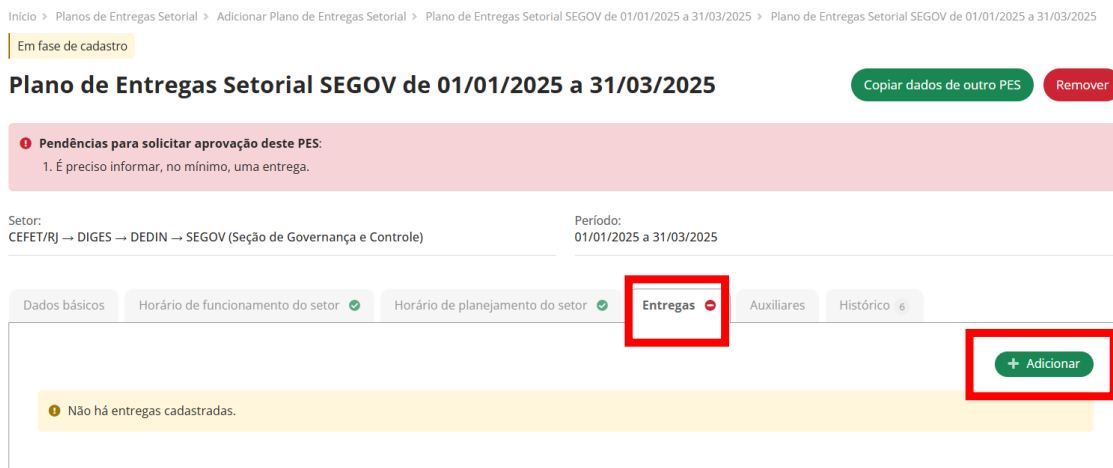 Início > Planos de Entregas Setorial > Adicionar Plano de Entregas Setorial > Plano de Entregas Setorial SEGOV de 01/01/2025 a 31/03/2025 > Plano de Entregas Setorial SEGOV de 01/01/2025 a 31/03/2025
Em fase de cadastro
Plano de Entregas Setorial SEGOV de 01/01/2025 a 31/03/2025 Copiar dados de outro PES Remover
Pendências para solicitar aprovação deste PES:
1. É preciso informar, no mínimo, uma entrega.
Setor: Período:
CEFET/RJ → DIGES → DEDIN → SEGOV (Seção de Governança e Controle) 01/01/2025 a 31/03/2025
Dados básicos Horário de funcionamento do setor Horário de planejamento do setor Entregas Auxiliares Histórico 6
+ Adicionar
Não há entregas cadastradas.